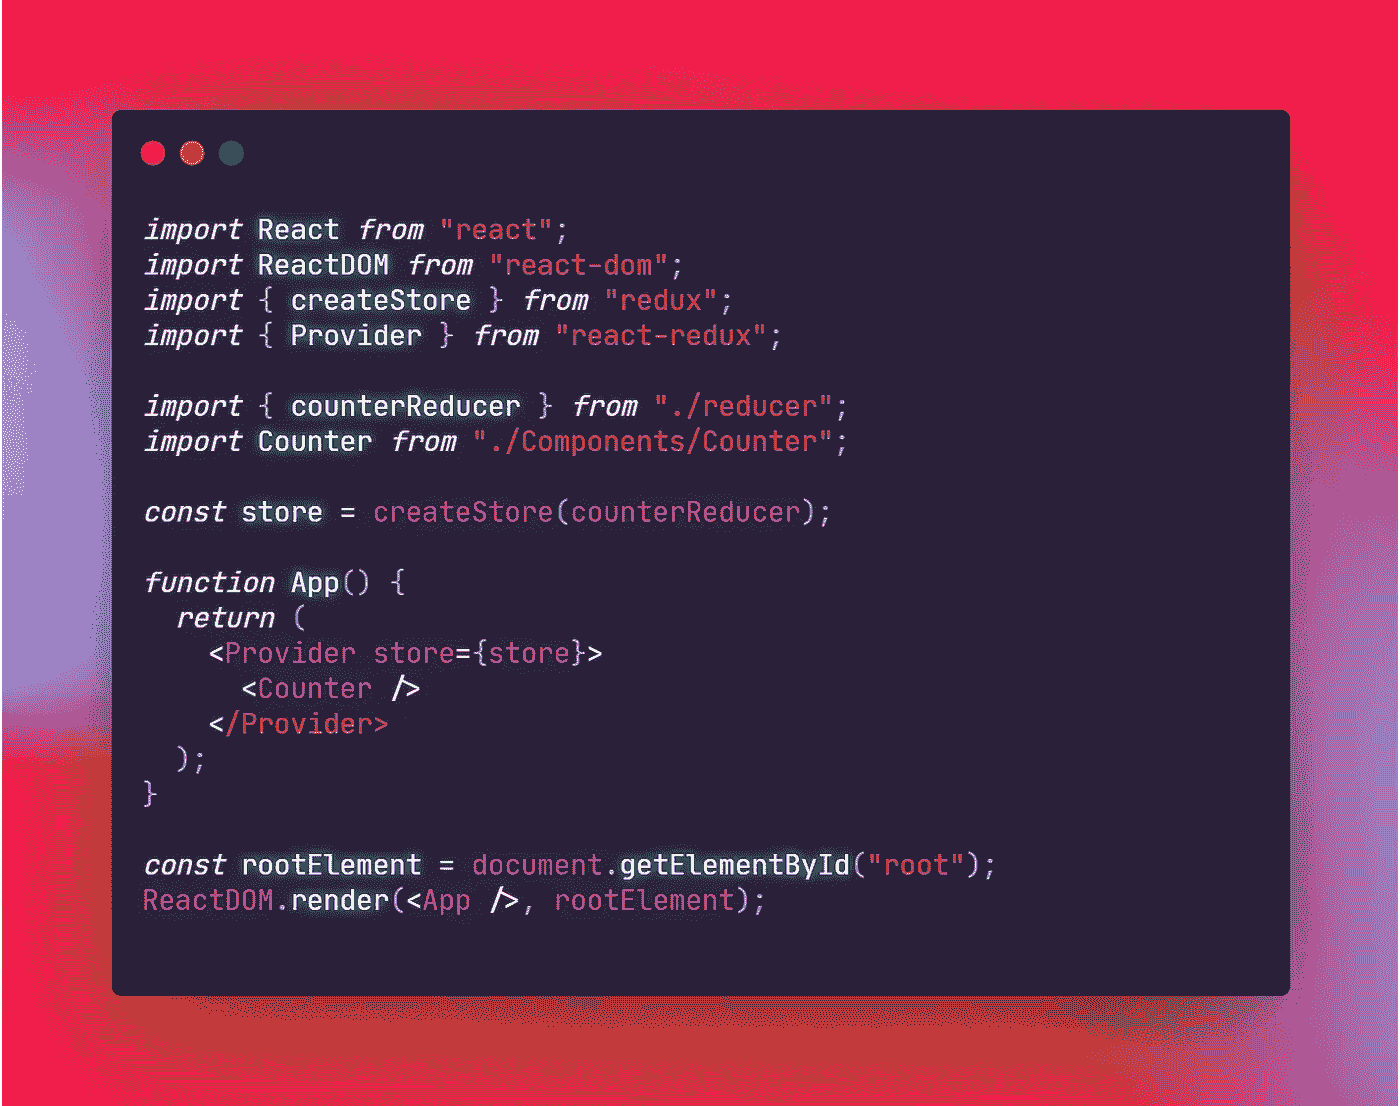 import React from "react";
import ReactDOM from "react-dom";
import { createStore } from "redux";
import { Provider } from "react-redux";

import { counterReducer } from "./reducer";
import Counter from "./Components/Counter";

const store = createStore(counterReducer);

function App() {
  return (
    <Provider store={store}>
      <Counter />
    </Provider>
  );
}

const rootElement = document.getElementById("root");
ReactDOM.render(<App />, rootElement);